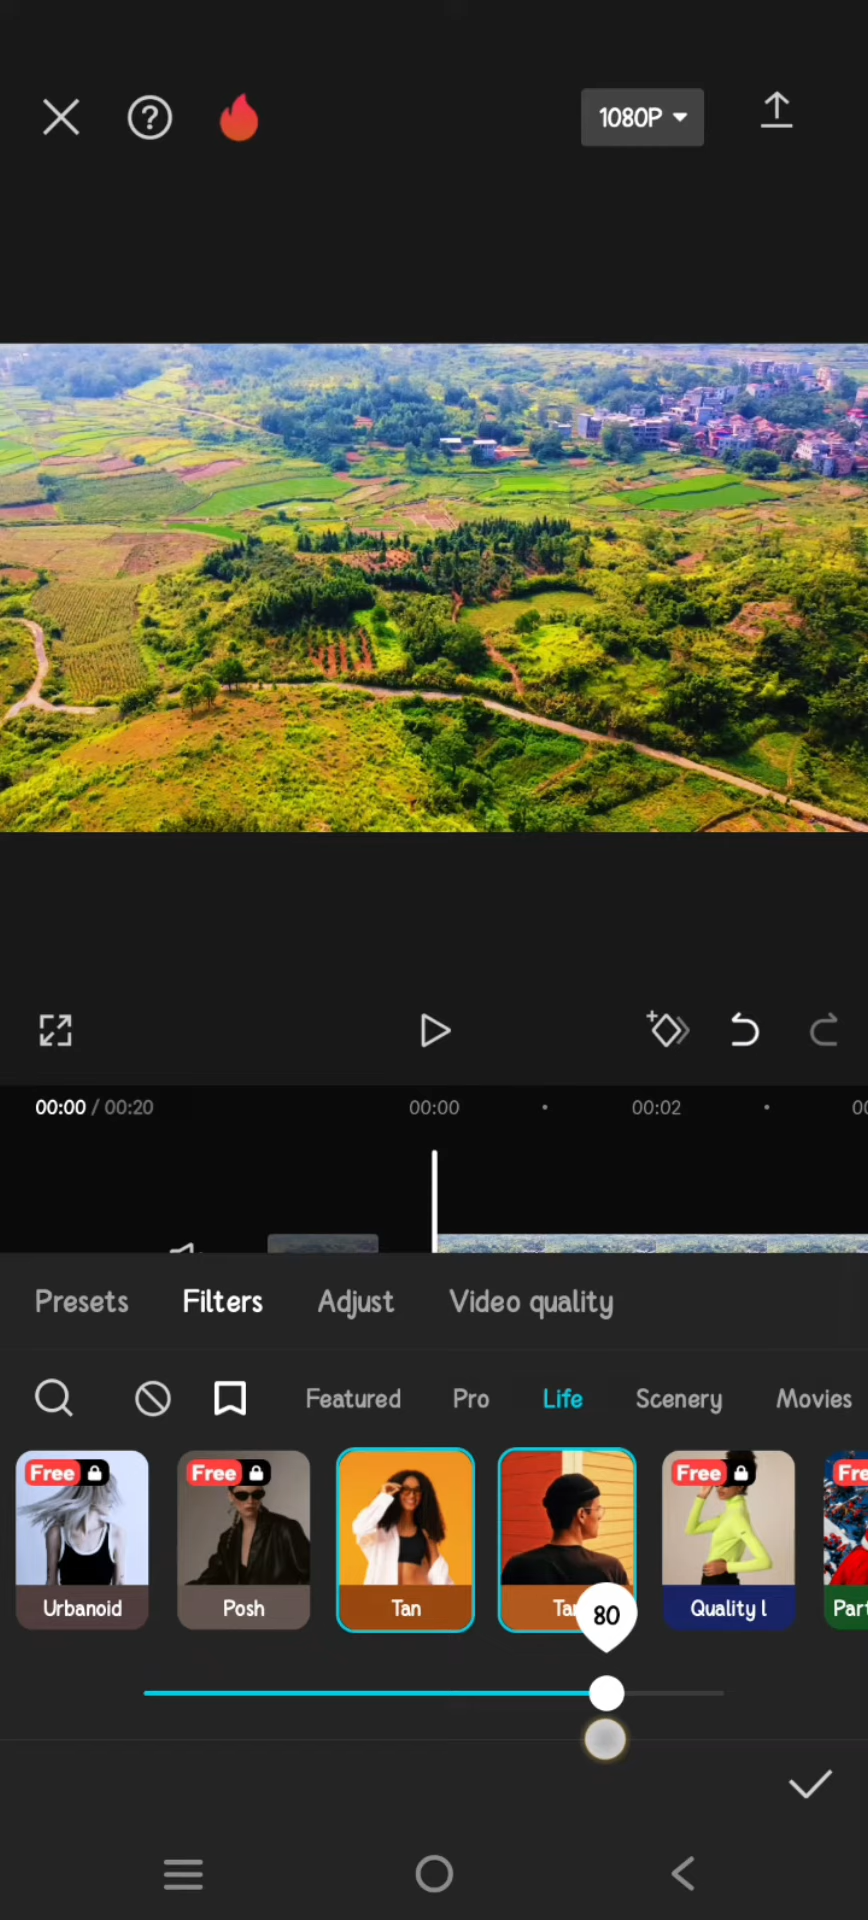 1080P
00:00 / 00:20
00:00
00:02
Presets
Filters
Adjust
Video quality
Featured
Pro
Life
Scenery
Movies
Free
Free
Free
Urbanoid
Posh
Tan
80
Quality l